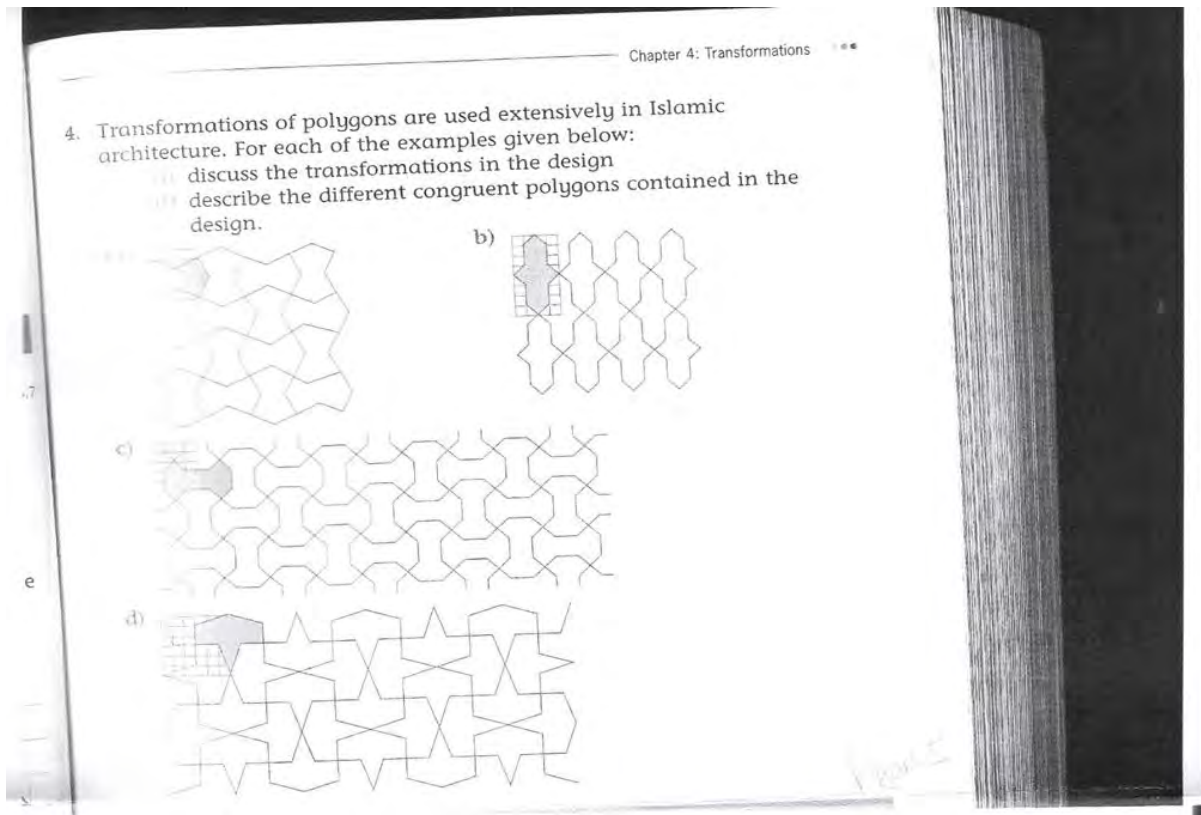 Chapter 4: Transformations
4. Transformations of polygons are used extensively in Islamic
architecture. For each of the examples given below:
discuss the transformations in the design
describe the different congruent polygons contained in the
design.
b)
c)
d)
e